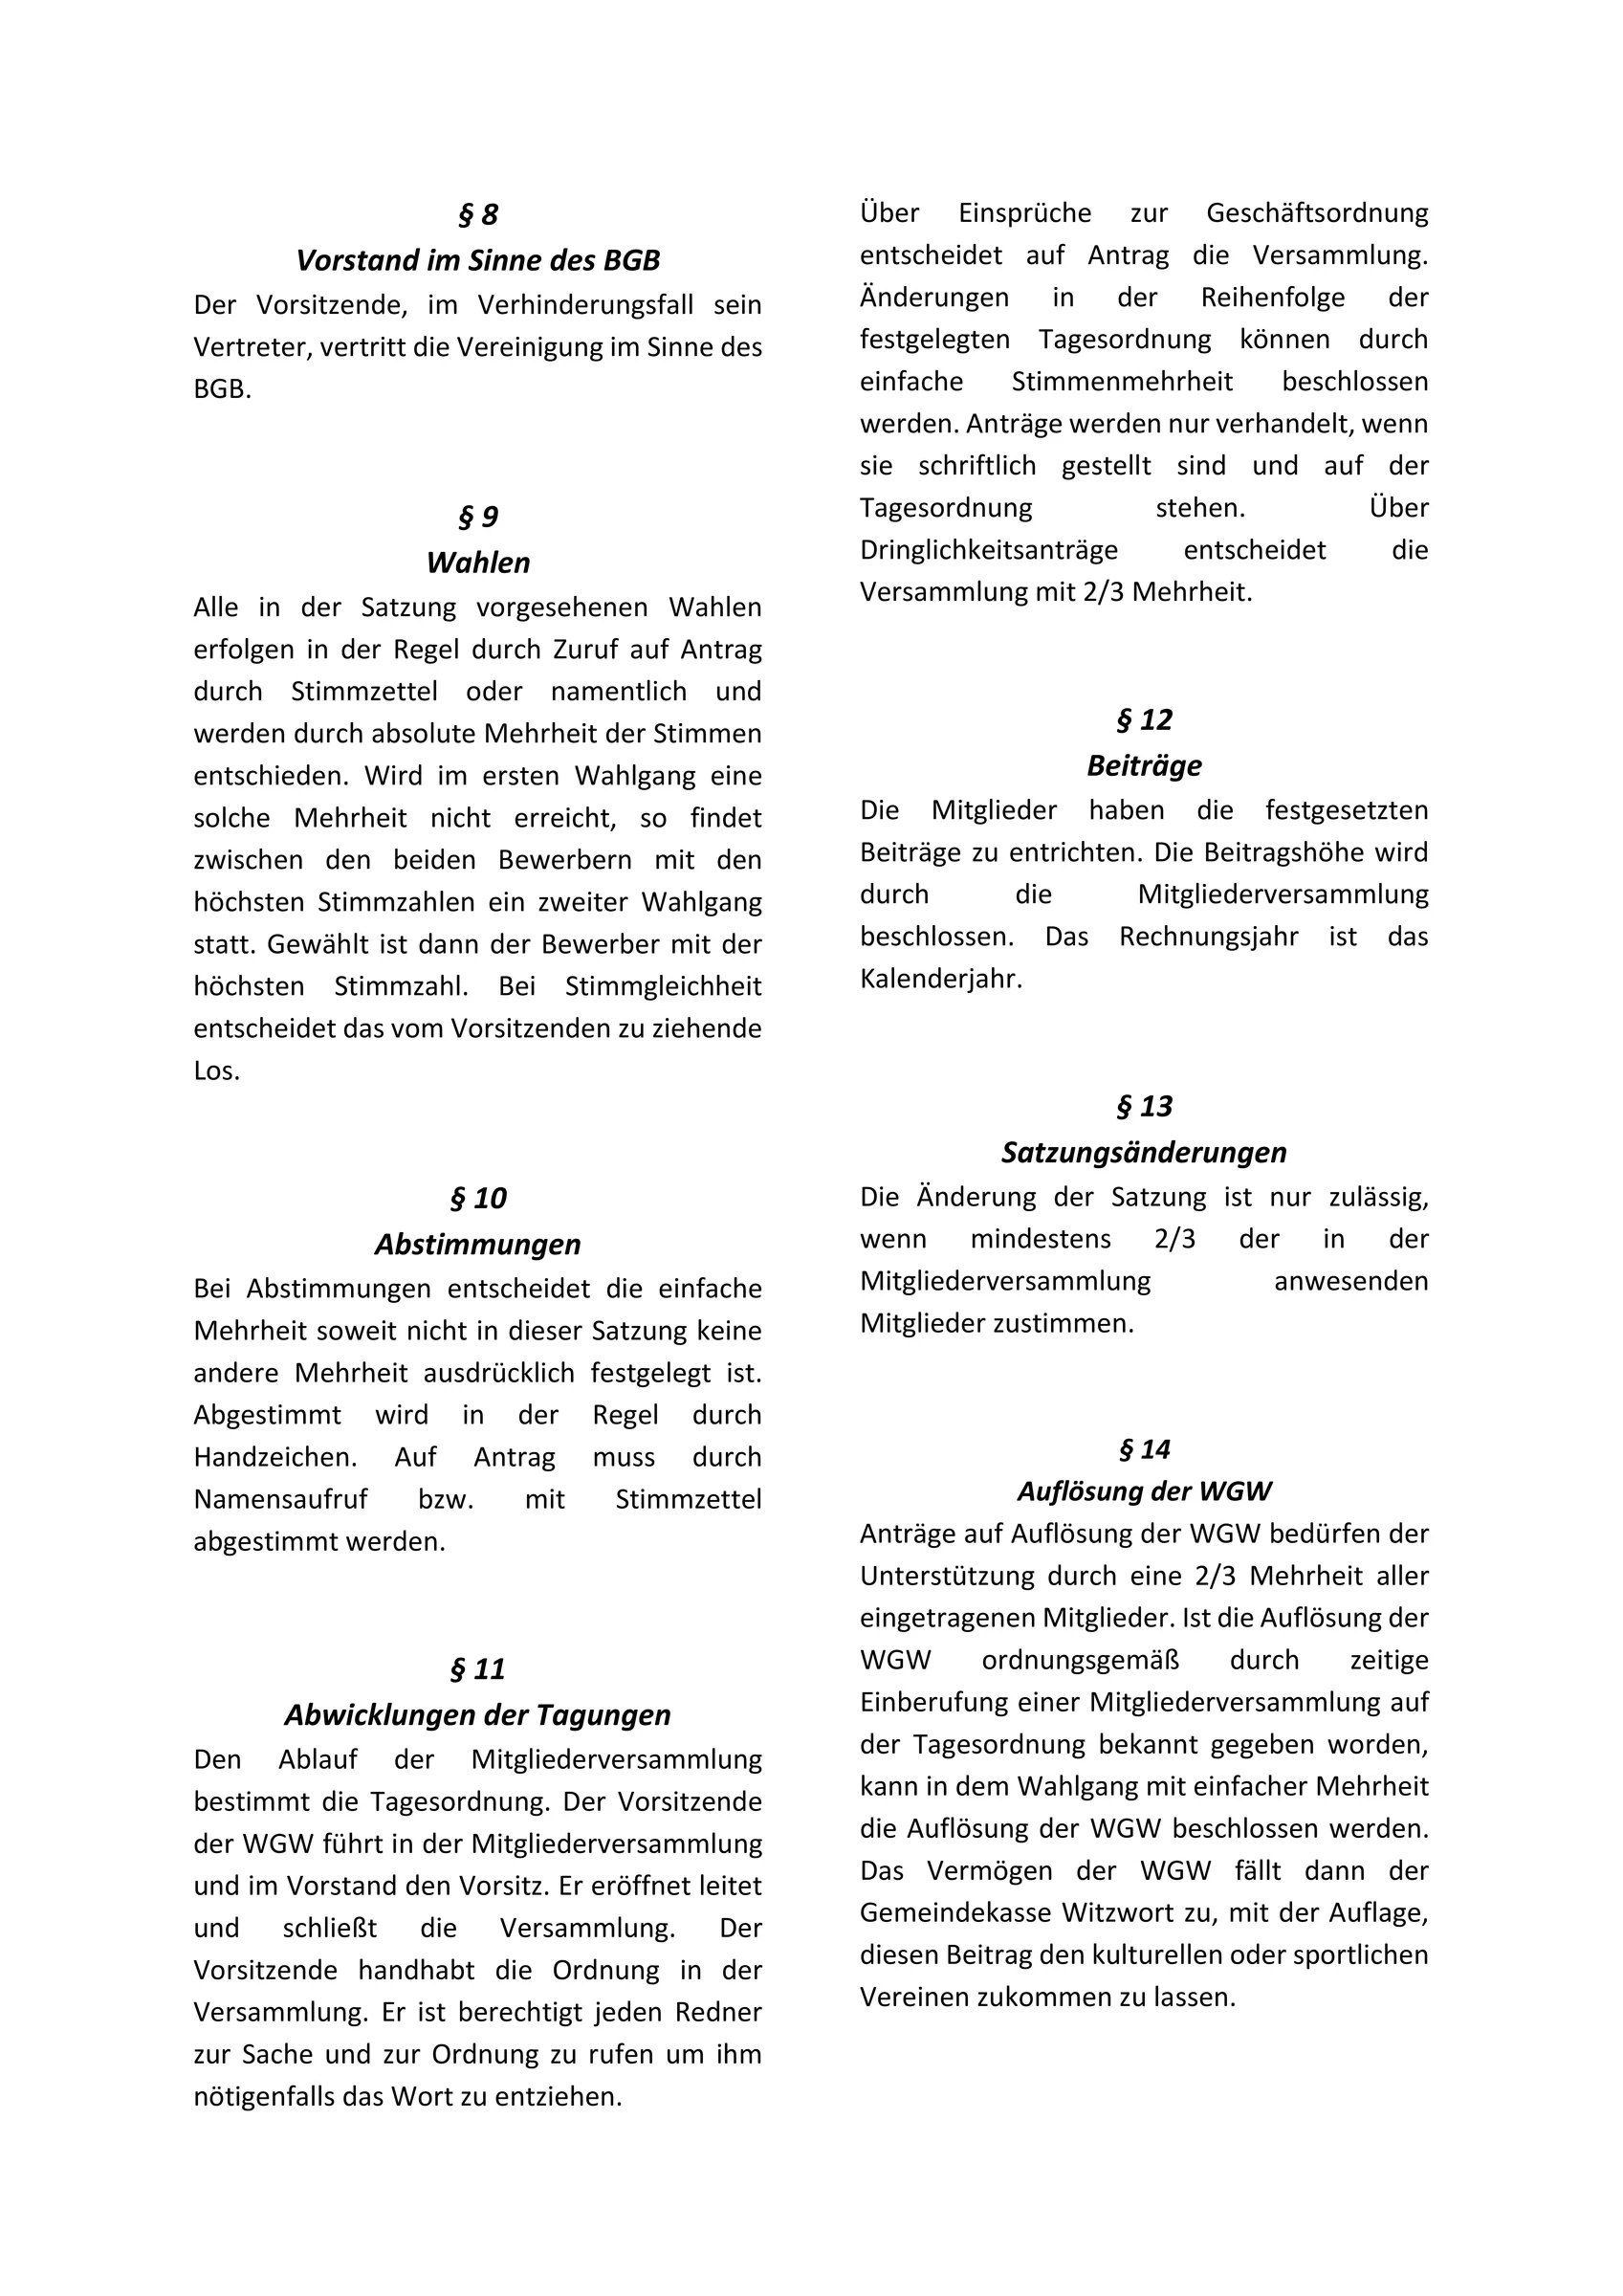 § 8
Vorstand im Sinne des BGB
Der Vorsitzende, im Verhinderungsfall sein
Vertreter, vertritt die Vereinigung im Sinne des
BGB.
§ 9
Wahlen
Alle in der Satzung vorgesehenen Wahlen
erfolgen in der Regel durch Zuruf auf Antrag
durch Stimmzettel oder namentlich und
werden durch absolute Mehrheit der Stimmen
entschieden. Wird im ersten Wahlgang eine
solche Mehrheit nicht erreicht, so findet
zwischen den beiden Bewerbern mit den
höchsten Stimmzahlen ein zweiter Wahlgang
statt. Gewählt ist dann der Bewerber mit der
höchsten Stimmzahl. Bei Stimmgleichheit
entscheidet das vom Vorsitzenden zu ziehende
Los.
§ 10
Abstimmungen
Bei Abstimmungen entscheidet die einfache
Mehrheit soweit nicht in dieser Satzung keine
andere Mehrheit ausdrücklich festgelegt ist.
Abgestimmt wird in der Regel durch
Handzeichen. Auf Antrag muss durch
Namensaufruf bzw. mit Stimmzettel
abgestimmt werden.
§ 11
Abwicklungen der Tagungen
Den Ablauf der Mitgliederversammlung
bestimmt die Tagesordnung. Der Vorsitzende
der WGW führt in der Mitgliederversammlung
und im Vorstand den Vorsitz. Er eröffnet leitet
und schließt die Versammlung. Der
Vorsitzende handhabt die Ordnung in der
Versammlung. Er ist berechtigt jeden Redner
zur Sache und zur Ordnung zu rufen um ihm
nötigenfalls das Wort zu entziehen.
Über Einsprüche zur Geschäftsordnung
entscheidet auf Antrag die Versammlung.
Änderungen in der Reihenfolge der
festgelegten Tagesordnung können durch
einfache Stimmenmehrheit beschlossen
werden. Anträge werden nur verhandelt, wenn
sie schriftlich gestellt sind und auf der
Tagesordnung stehen. Über
Dringlichkeitsanträge entscheidet die
Versammlung mit 2/3 Mehrheit.
§ 12
Beiträge
Die Mitglieder haben die festgesetzten
Beiträge zu entrichten. Die Beitragshöhe wird
durch die Mitgliederversammlung
beschlossen. Das Rechnungsjahr ist das
Kalenderjahr.
§ 13
Satzungsänderungen
Die Änderung der Satzung ist nur zulässig,
wenn mindestens 2/3 der in der
Mitgliederversammlung anwesenden
Mitglieder zustimmen.
§ 14
Auflösung der WGW
Anträge auf Auflösung der WGW bedürfen der
Unterstützung durch eine 2/3 Mehrheit aller
eingetragenen Mitglieder. Ist die Auflösung der
WGW ordnungsgemäß durch zeitige
Einberufung einer Mitgliederversammlung auf
der Tagesordnung bekannt gegeben worden,
kann in dem Wahlgang mit einfacher Mehrheit
die Auflösung der WGW beschlossen werden.
Das Vermögen der WGW fällt dann der
Gemeindekasse Witzwort zu, mit der Auflage,
diesen Beitrag den kulturellen oder sportlichen
Vereinen zukommen zu lassen.